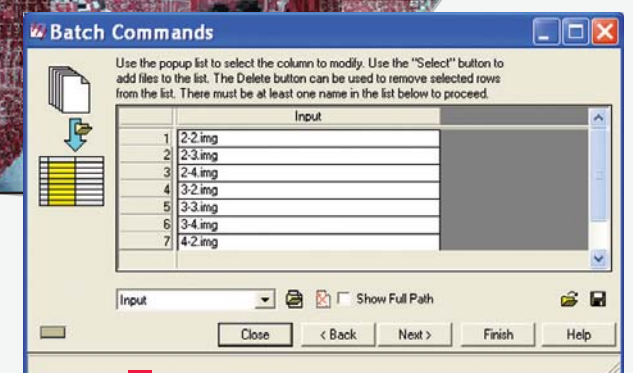 Batch Commands
Use the popup list to select the column to modify. Use the "Select" button to
add files to the list. The Delete button can be used to remove selected rows
from the list. There must be at least one name in the list below to proceed.
Input
1 2-2.img
2 2-3.img
3 2-4.img
4 3-2.img
5 3-3.img
6 3-4.img
7 4-2.img
Input Show Full Path
Close < Back Next > Finish Help